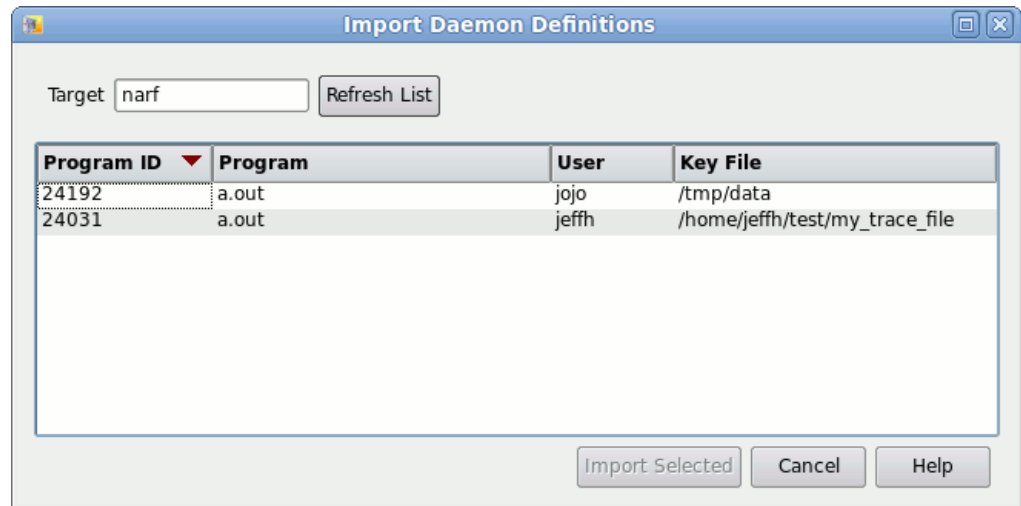 Import Daemon Definitions
Target narf Refresh List
Program ID Program User Key File
24192 a.out jojo /tmp/data
24031 a.out jeffh /home/jeffh/test/my_trace_file
Import Selected Cancel Help